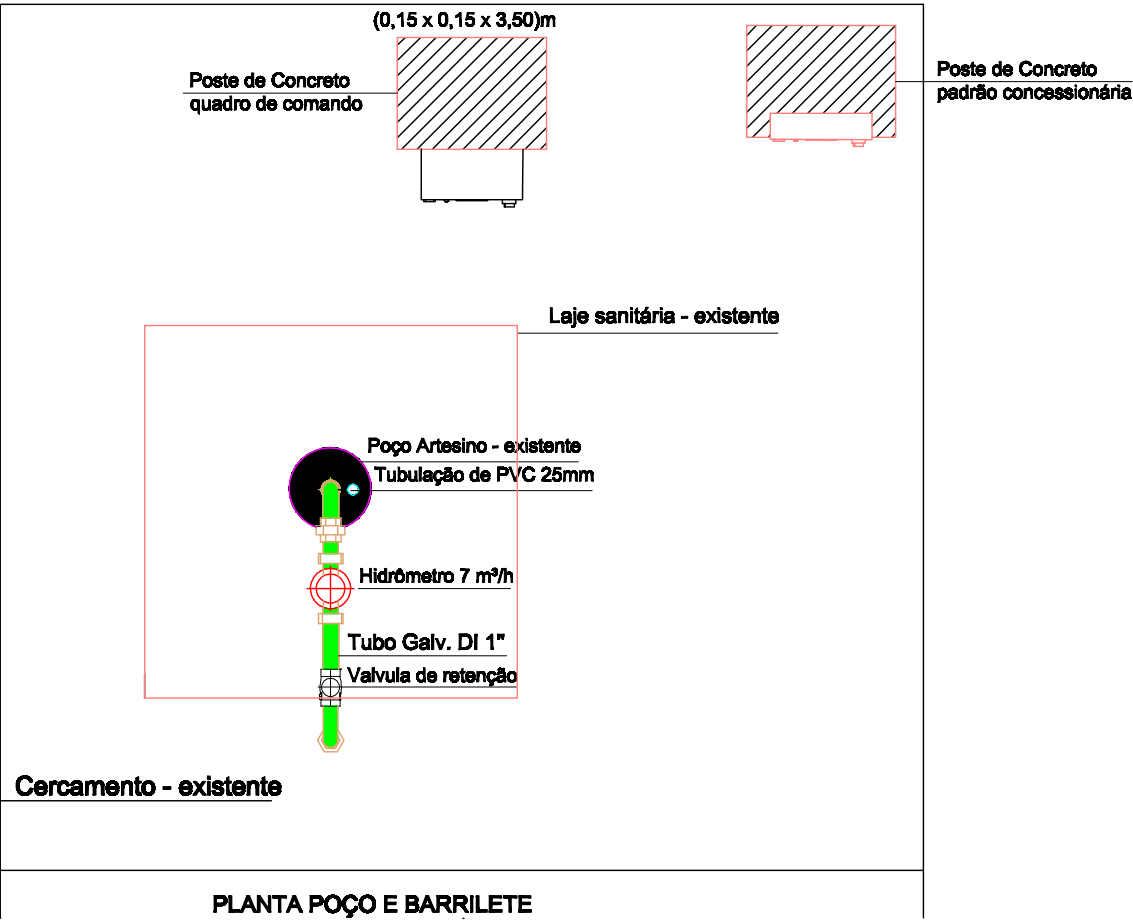 (0,15 x 0,15 x 3,50)m
Poste de Concreto
quadro de comando
Poste de Concreto
padrão concessionária
Laje sanitária - existente
Poço Artesino - existente
Tubulação de PVC 25mm
Hidrômetro 7 m³/h
Tubo Galv. DI 1"
Valvula de retenção
Cercamento - existente
PLANTA POÇO E BARRILETE